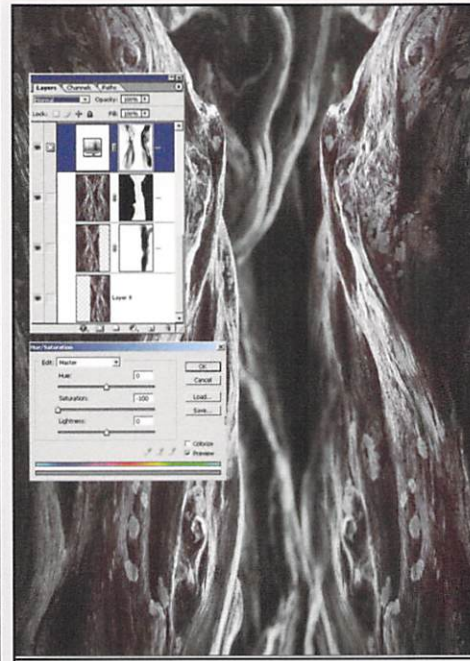 Layers Channels Paths
Normal Opacity: 100%
Lock: Fill: 100%
Layer 4
Hue/Saturation
Edit: Master
Hue: 0
Saturation: -100
Lightness: 0
OK
Cancel
Load...
Save...
Colorize
Preview